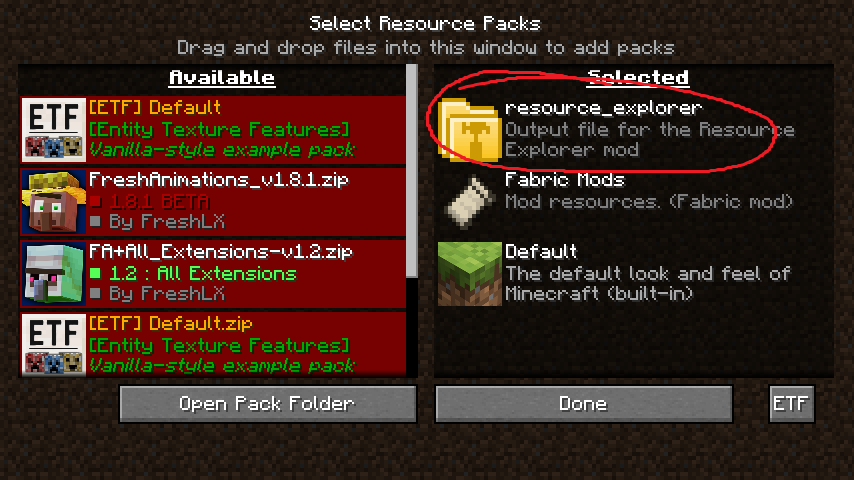 Select Resource Packs
Drag and drop files into this window to add packs
Available
ETF
[ETF] Default
[Entity Texture Features]
Vanilla-style example pack
FreshAnimations_v1.8.1.zip
1.8.1 BETA
By FreshLX
FA+All_Extensions-v1.2.zip
1.2 : All Extensions
By FreshLX
ETF
[ETF] Default.zip
[Entity Texture Features]
Vanilla-style example pack
Selected
resource_explorer
Output file for the Resource
Explorer mod
Fabric Mods
Mod resources. (Fabric mod)
Default
The default look and feel of
Minecraft (built-in)
Open Pack Folder
Done
ETF